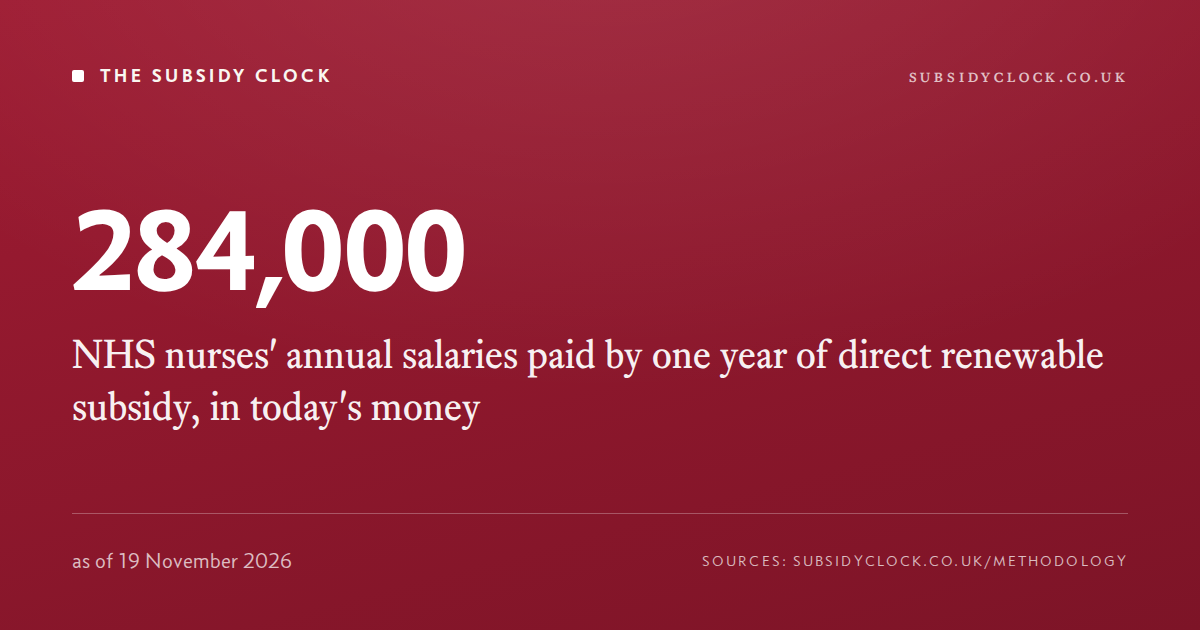 THE SUBSIDY CLOCK
SUBSIDYCLOCK.CO.UK
284,000
NHS nurses' annual salaries paid by one year of direct renewable
subsidy, in today's money
as of 19 November 2026
SOURCES: SUBSIDYCLOCK.CO.UK/METHODOLOGY